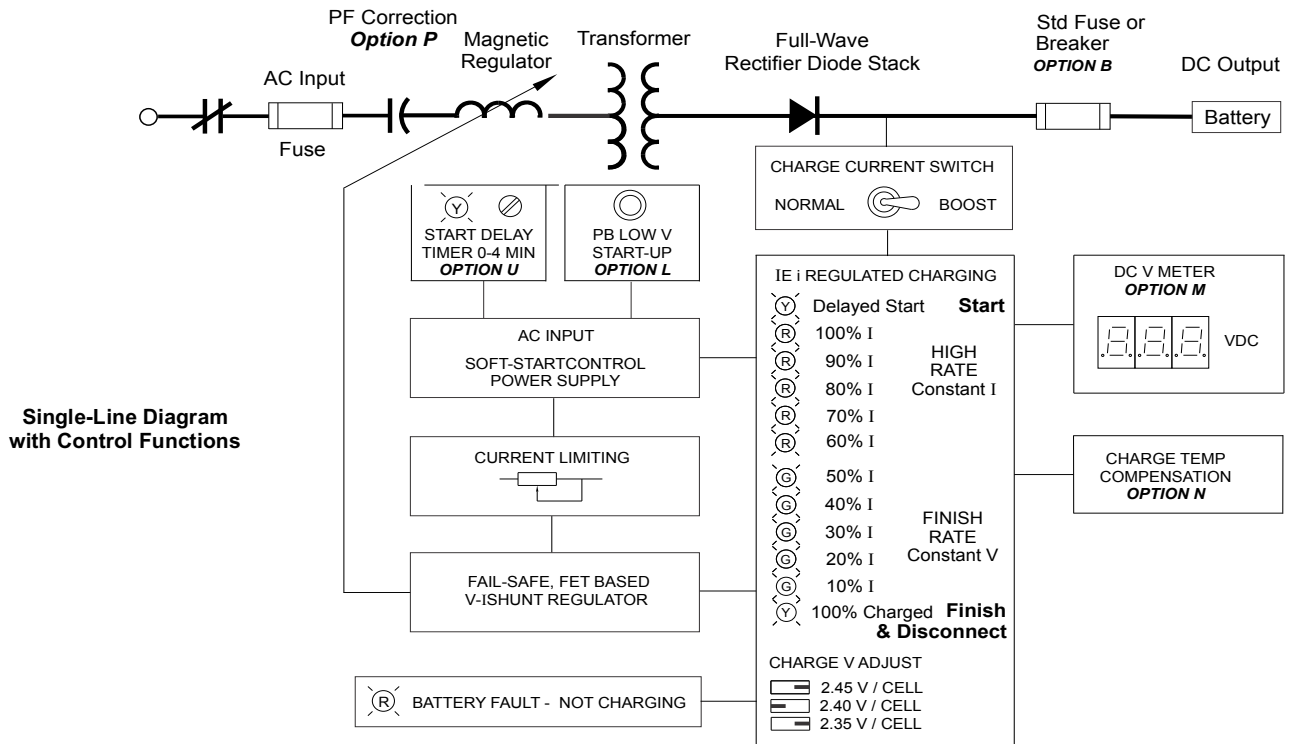 PF Correction
Option P
Magnetic
Regulator
Transformer
Full-Wave
Rectifier Diode Stack
Std Fuse or
Breaker
OPTION B
DC Output
AC Input
Fuse
Battery
CHARGE CURRENT SWITCH
NORMAL
BOOST
Y
START DELAY
TIMER 0-4 MIN
OPTION U
PB LOW V
START-UP
OPTION L
AC INPUT
SOFT-STARTCONTROL
POWER SUPPLY
CURRENT LIMITING
FAIL-SAFE, FET BASED
V-ISHUNT REGULATOR
R BATTERY FAULT - NOT CHARGING
Single-Line Diagram
with Control Functions
IE i REGULATED CHARGING
Y Delayed Start Start
R 100% I
R 90% I
R 80% I
R 70% I
R 60% I
HIGH
RATE
Constant I
G 50% I
G 40% I
G 30% I
G 20% I
G 10% I
FINISH
RATE
Constant V
Y 100% Charged Finish
& Disconnect
CHARGE V ADJUST
2.45 V / CELL
2.40 V / CELL
2.35 V / CELL
DC V METER
OPTION M
.8.8.8 VDC
CHARGE TEMP
COMPENSATION
OPTION N